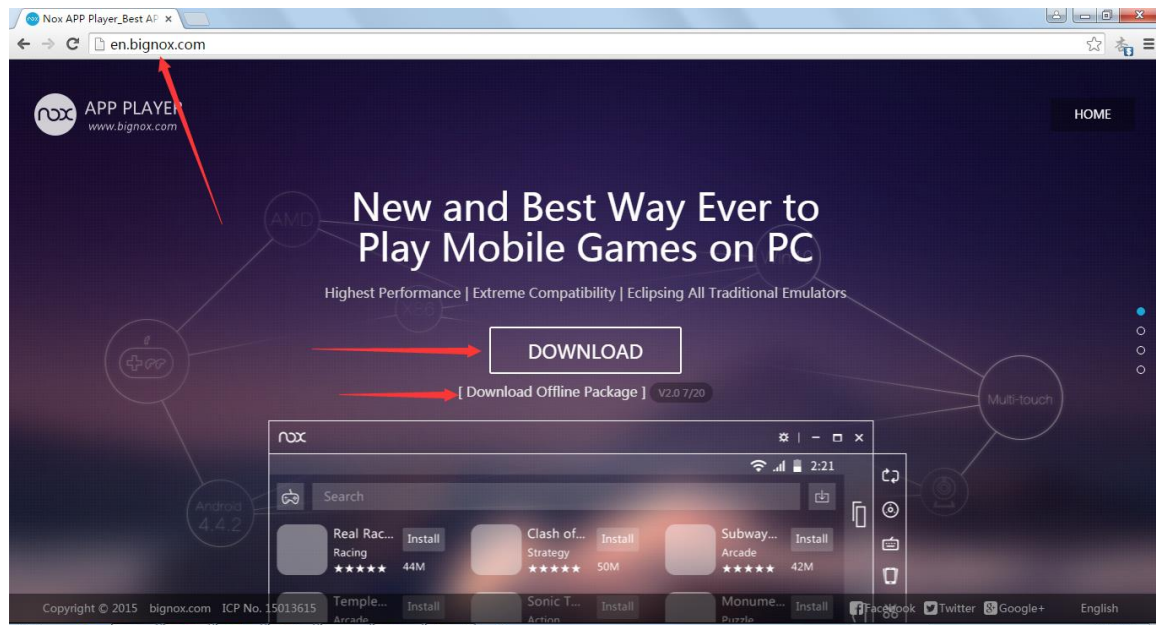 Nox APP Player_Best AP
en.bignox.com
nox APP PLAYER
www.bignox.com
HOME
AMD
New and Best Way Ever to
Play Mobile Games on PC
Highest Performance | Extreme Compatibility | Eclipsing All Traditional Emulators
X86
DOWNLOAD
[ Download Offline Package ] V2.0 7/20
Multi-touch
nox
2:21
Android
4.4.2
Search
Real Rac... Install Clash of... Install Subway... Install
Racing Strategy Arcade
★★★★★ 44M ★★★★★ 50M ★★★★★ 42M
Temple... Install Sonic T... Install Monume... Install
Arcade Action Puzzle
Copyright © 2015 bignox.com ICP No. 15013615 Facebook Twitter Google+ English